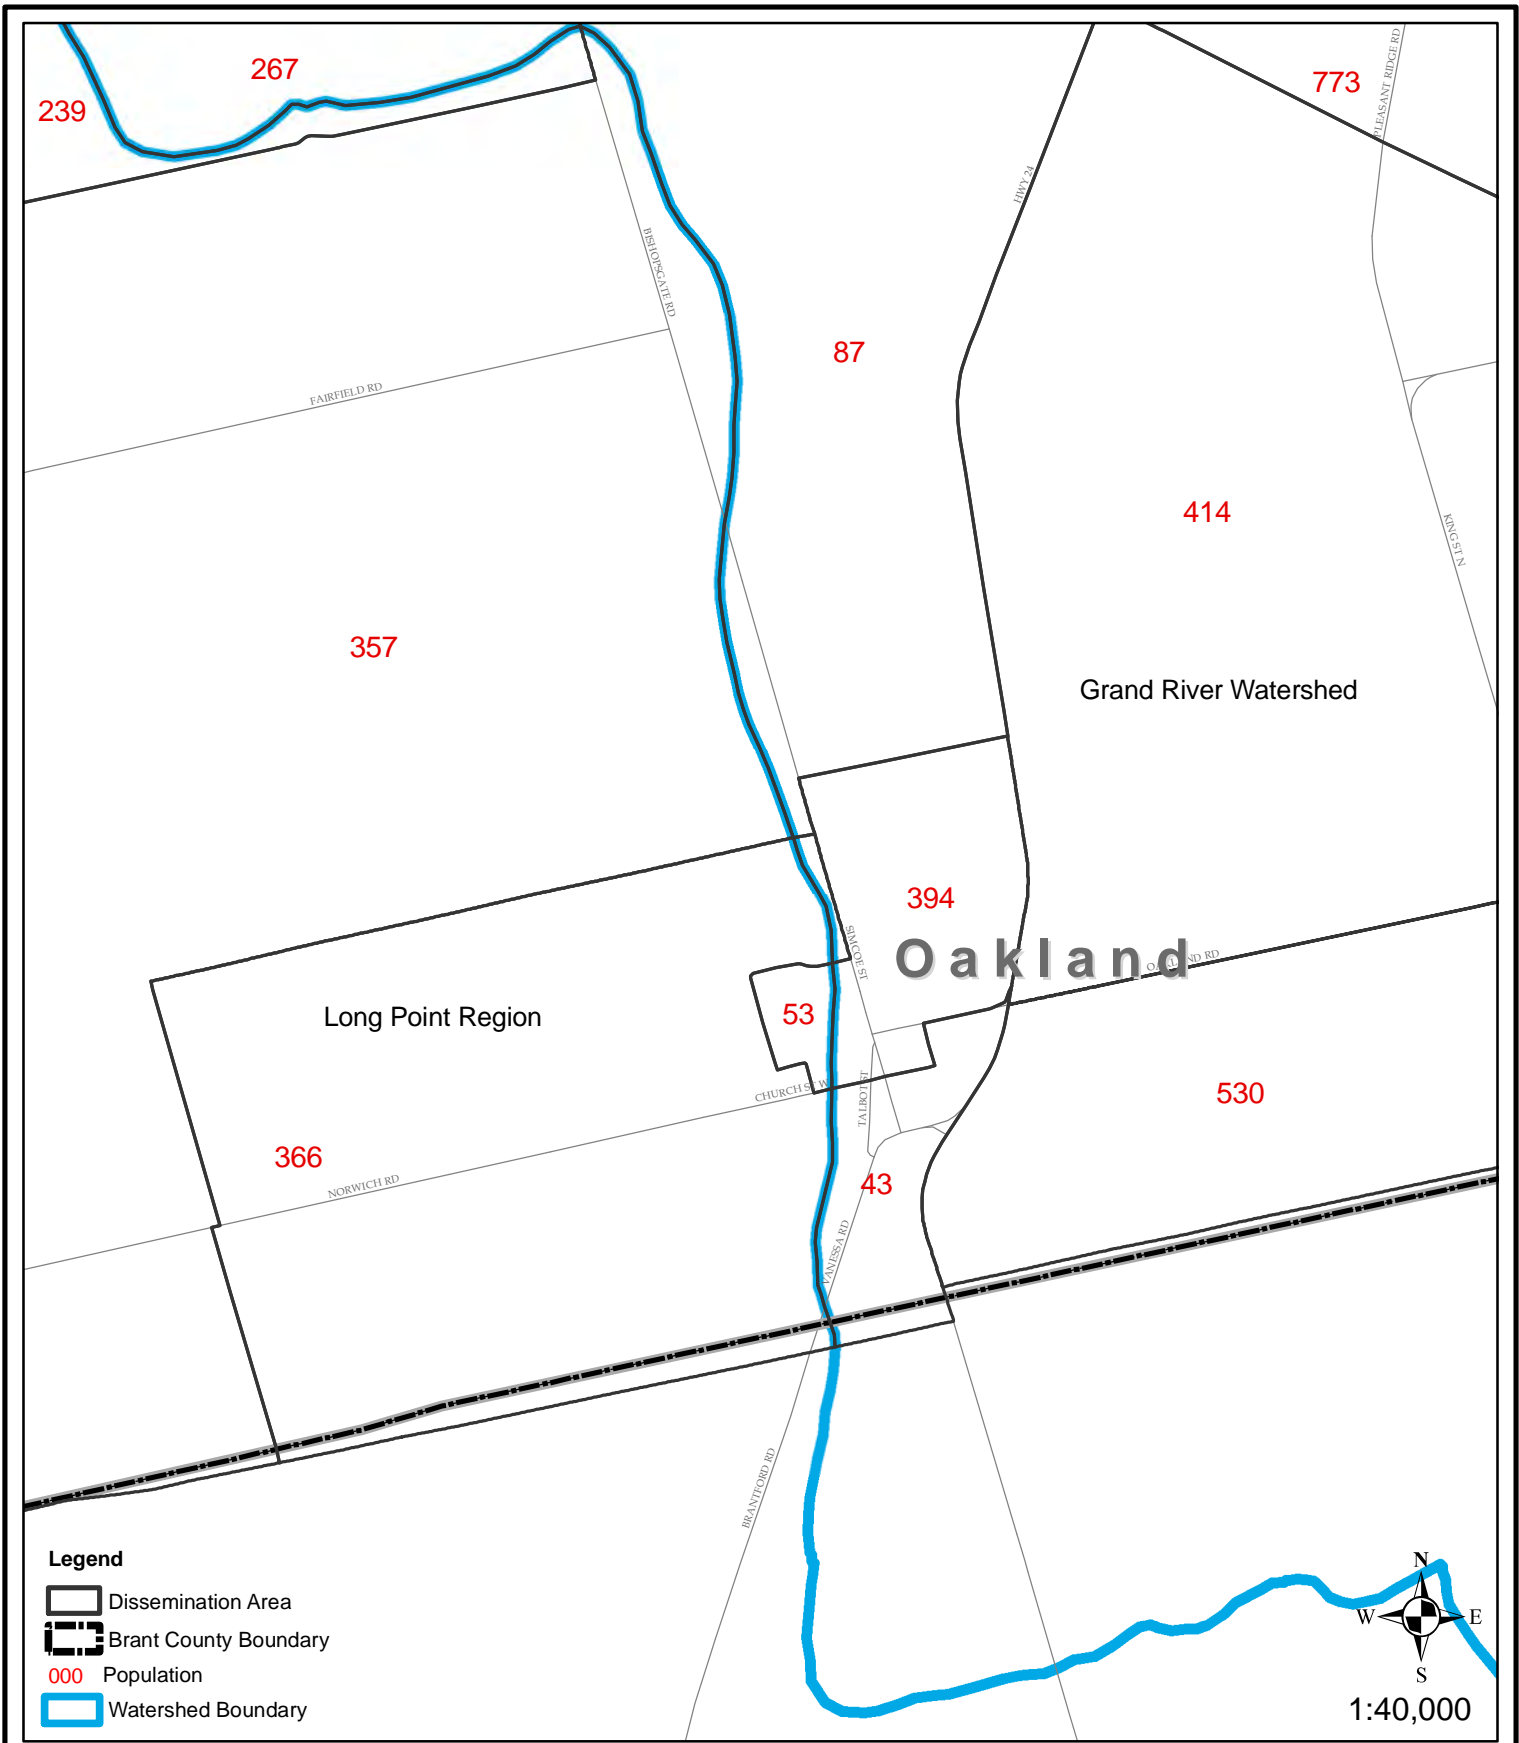 267
239
773
PLEASANT RIDGE RD
HWY 24
BISHOPSGATE RD
87
FAIRFIELD RD
414
KING ST N
357
Grand River Watershed
394
SIMCOE ST
Oakland
OAKLAND RD
Long Point Region
53
CHURCH ST W
TALBOT ST
530
366
NORWICH RD
43
VANESSA RD
BRANTFORD RD
Legend
Dissemination Area
Brant County Boundary
000 Population
Watershed Boundary
N
W E
S
1:40,000